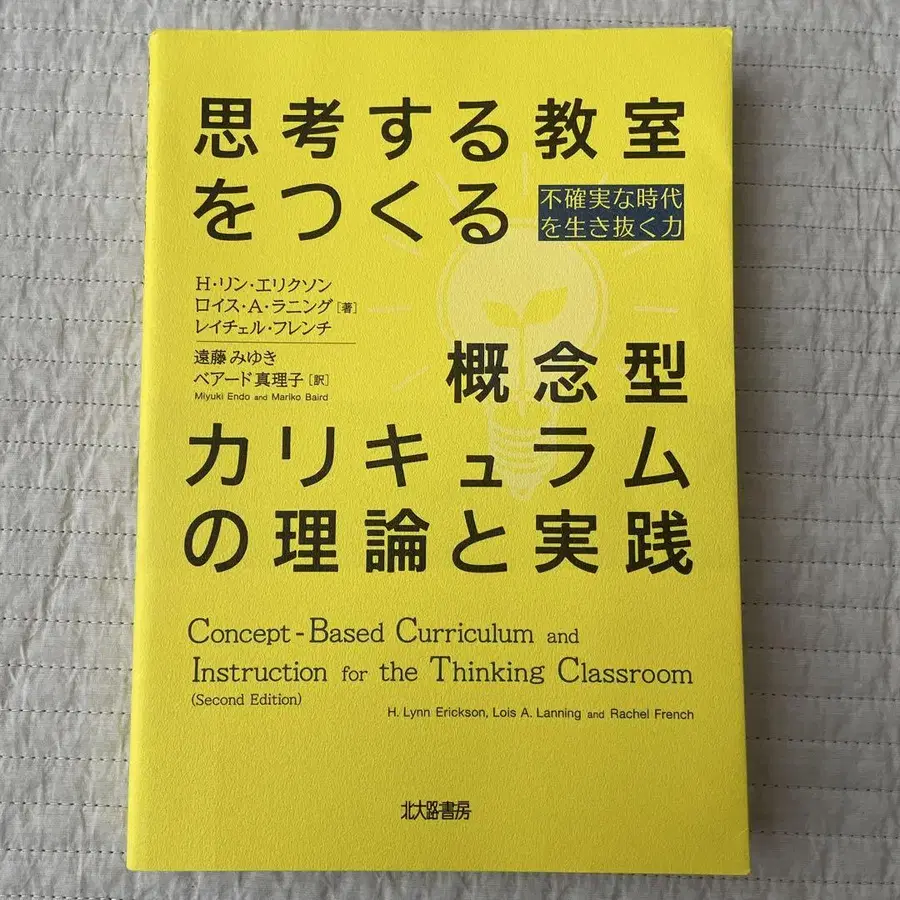 思考する教室
をつくる
不確実な時代
を生き抜く力
H・リン・エリクソン
ロイス・A・ラニング［著］
レイチェル・フレンチ
遠藤 みゆき
ベアード 真理子［訳］
Miyuki Endo and Mariko Baird
概念型
カリキュラム
の理論と実践
Concept-Based Curriculum and
Instruction for the Thinking Classroom
(Second Edition)
H. Lynn Erickson, Lois A. Lanning and Rachel French
北大路書房